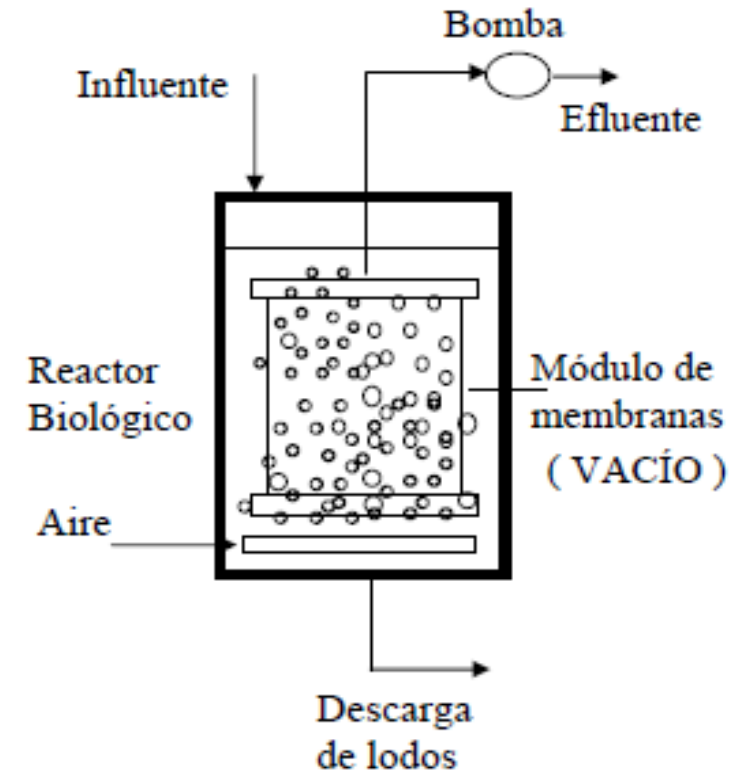 Bomba
Influente
Efluente
Reactor
Biológico
Módulo de
membranas
( VACÍO )
Aire
Descarga
de lodos